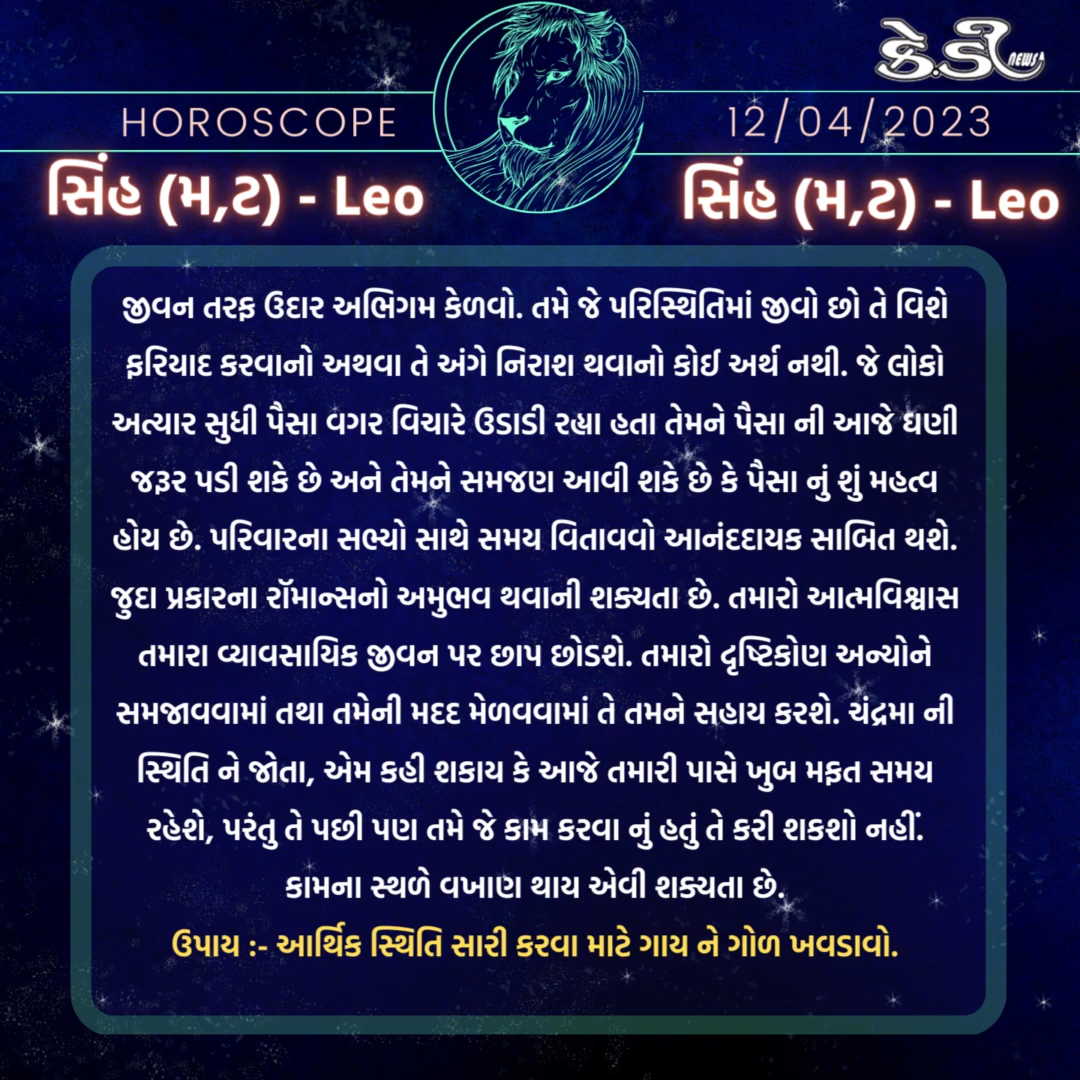 કે.ડી NEWS
HOROSCOPE
12/04/2023
સિંહ (મ,ટ) - Leo
સિંહ (મ,ટ) - Leo
જીવન તરફ ઉદાર અભિગમ કેળવો. તમે જે પરિસ્થિતિમાં જીવો છો તે વિશે
ફરિયાદ કરવાનો અથવા તે અંગે નિરાશ થવાનો કોઈ અર્થ નથી. જે લોકો
અત્યાર સુધી પૈસા વગર વિચારે ઉડાડી રહ્યા હતા તેમને પૈસા ની આજે ઘણી
જરૂર પડી શકે છે અને તેમને સમજણ આવી શકે છે કે પૈસા નું શું મહત્વ
હોય છે. પરિવારના સભ્યો સાથે સમય વિતાવવો આનંદદાયક સાબિત થશે.
જુદા પ્રકારના રૉમાન્સનો અમુભવ થવાની શક્યતા છે. તમારો આત્મવિશ્વાસ
તમારા વ્યાવસાયિક જીવન પર છાપ છોડશે. તમારો દૃષ્ટિકોણ અન્યોને
સમજાવવામાં તથા તમેની મદદ મેળવવામાં તે તમને સહાય કરશે. ચંદ્રમા ની
સ્થિતિ ને જોતા, એમ કહી શકાય કે આજે તમારી પાસે ખુબ મફત સમય
રહેશે, પરંતુ તે પછી પણ તમે જે કામ કરવા નું હતું તે કરી શકશો નહીં.
કામના સ્થળે વખાણ થાય એવી શક્યતા છે.
ઉપાય :- આર્થિક સ્થિતિ સારી કરવા માટે ગાય ને ગોળ ખવડાવો.